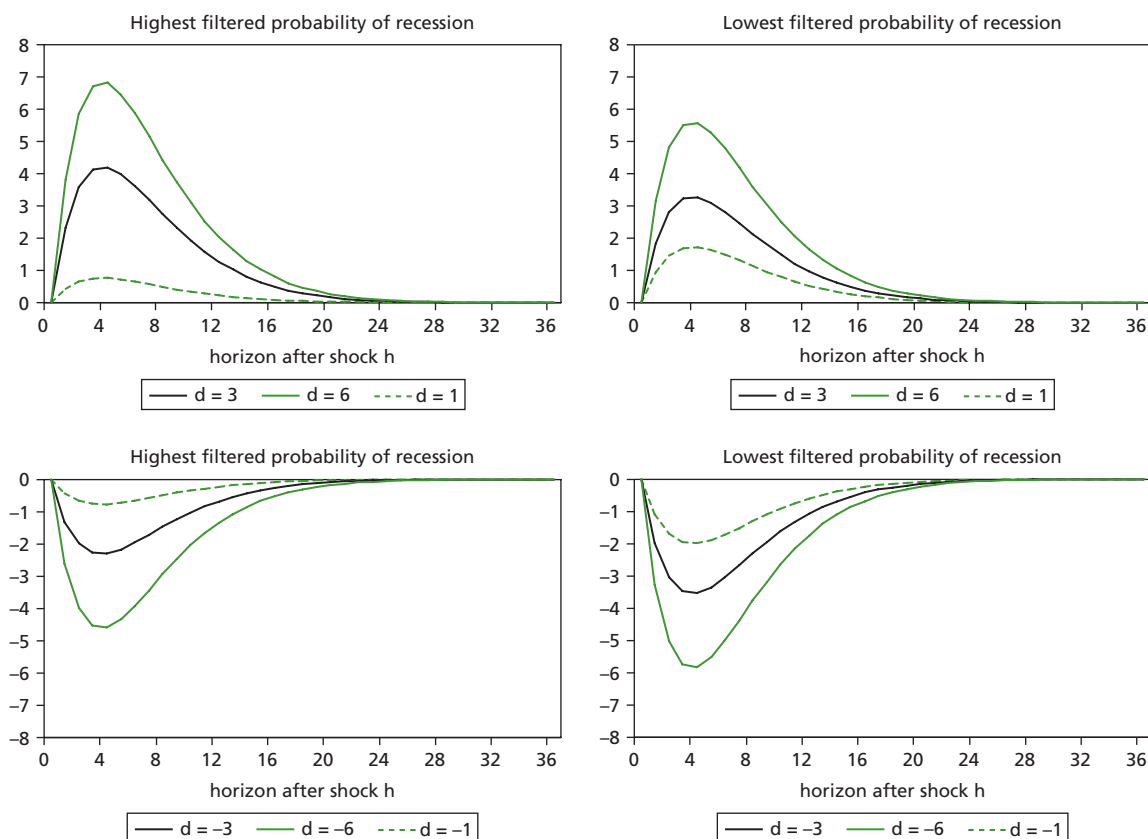 Highest filtered probability of recession
8
7
6
5
4
3
2
1
0
0 4 8 12 16 20 24 28 32 36
horizon after shock h
d = 3 d = 6 d = 1
Lowest filtered probability of recession
8
7
6
5
4
3
2
1
0
0 4 8 12 16 20 24 28 32 36
horizon after shock h
d = 3 d = 6 d = 1
Highest filtered probability of recession
0
–1
–2
–3
–4
–5
–6
–7
–8
0 4 8 12 16 20 24 28 32 36
horizon after shock h
d = –3 d = –6 d = –1
Lowest filtered probability of recession
0
–1
–2
–3
–4
–5
–6
–7
–8
0 4 8 12 16 20 24 28 32 36
horizon after shock h
d = –3 d = –6 d = –1